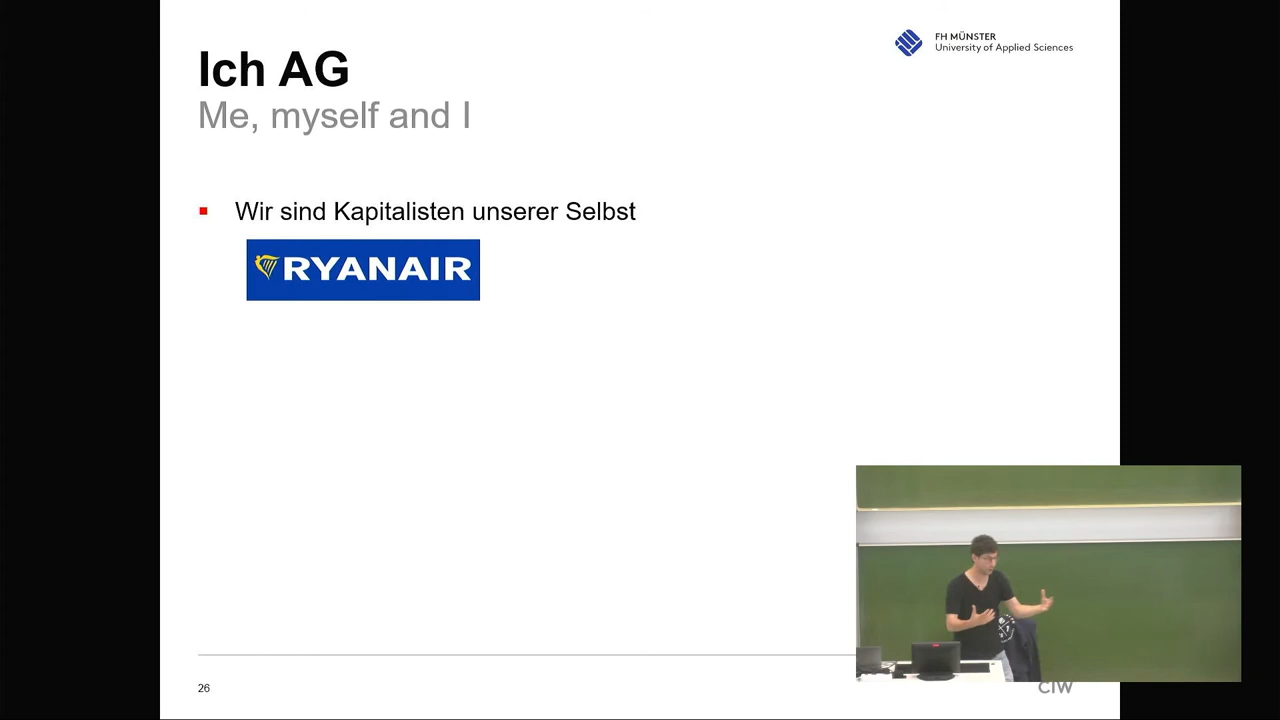 Ich AG
Me, myself and I
FH MÜNSTER
University of Applied Sciences
Wir sind Kapitalisten unserer Selbst
RYANAIR
26
CIW